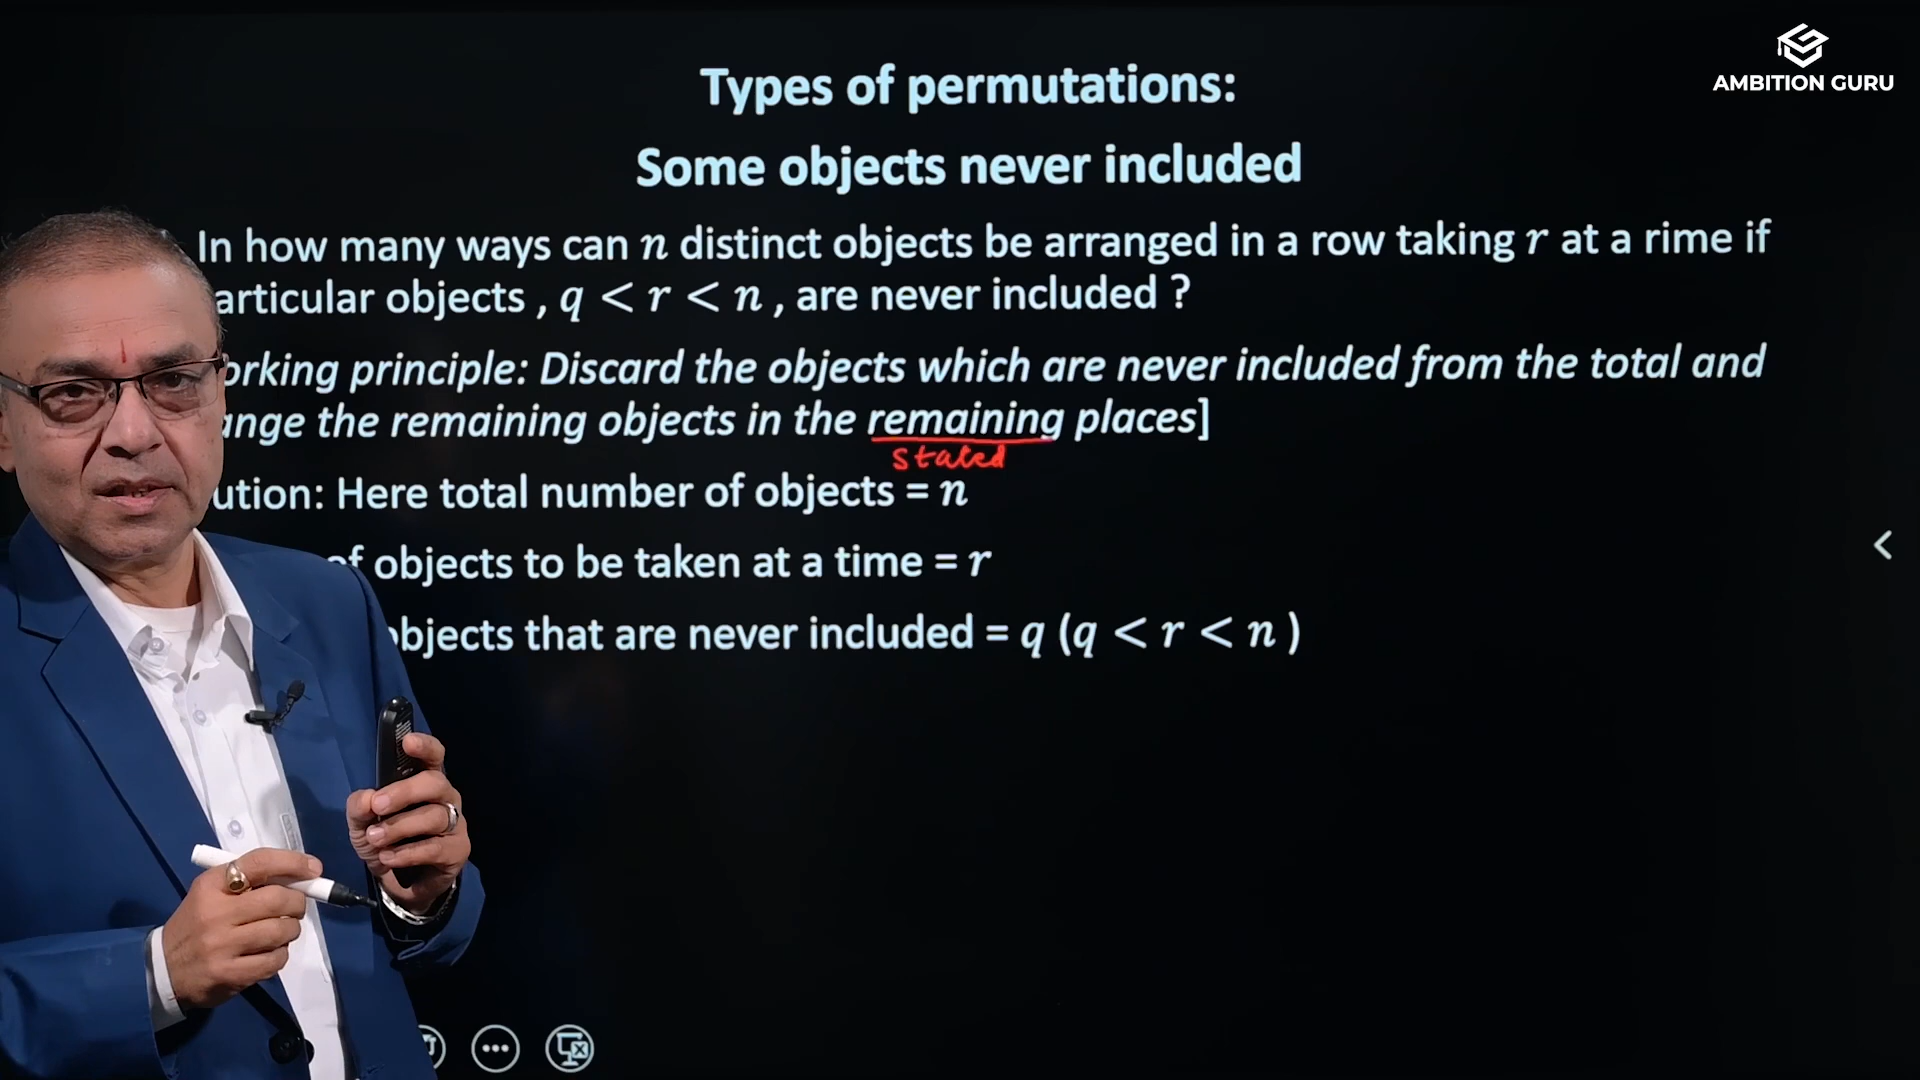 AMBITION GURU
Types of permutations:
Some objects never included
In how many ways can n distinct objects be arranged in a row taking r at a rime if
articular objects , q < r < n , are never included ?
orking principle: Discard the objects which are never included from the total and
ange the remaining objects in the remaining places]
stated
ution: Here total number of objects = n
of objects to be taken at a time = r
objects that are never included = q (q < r < n )